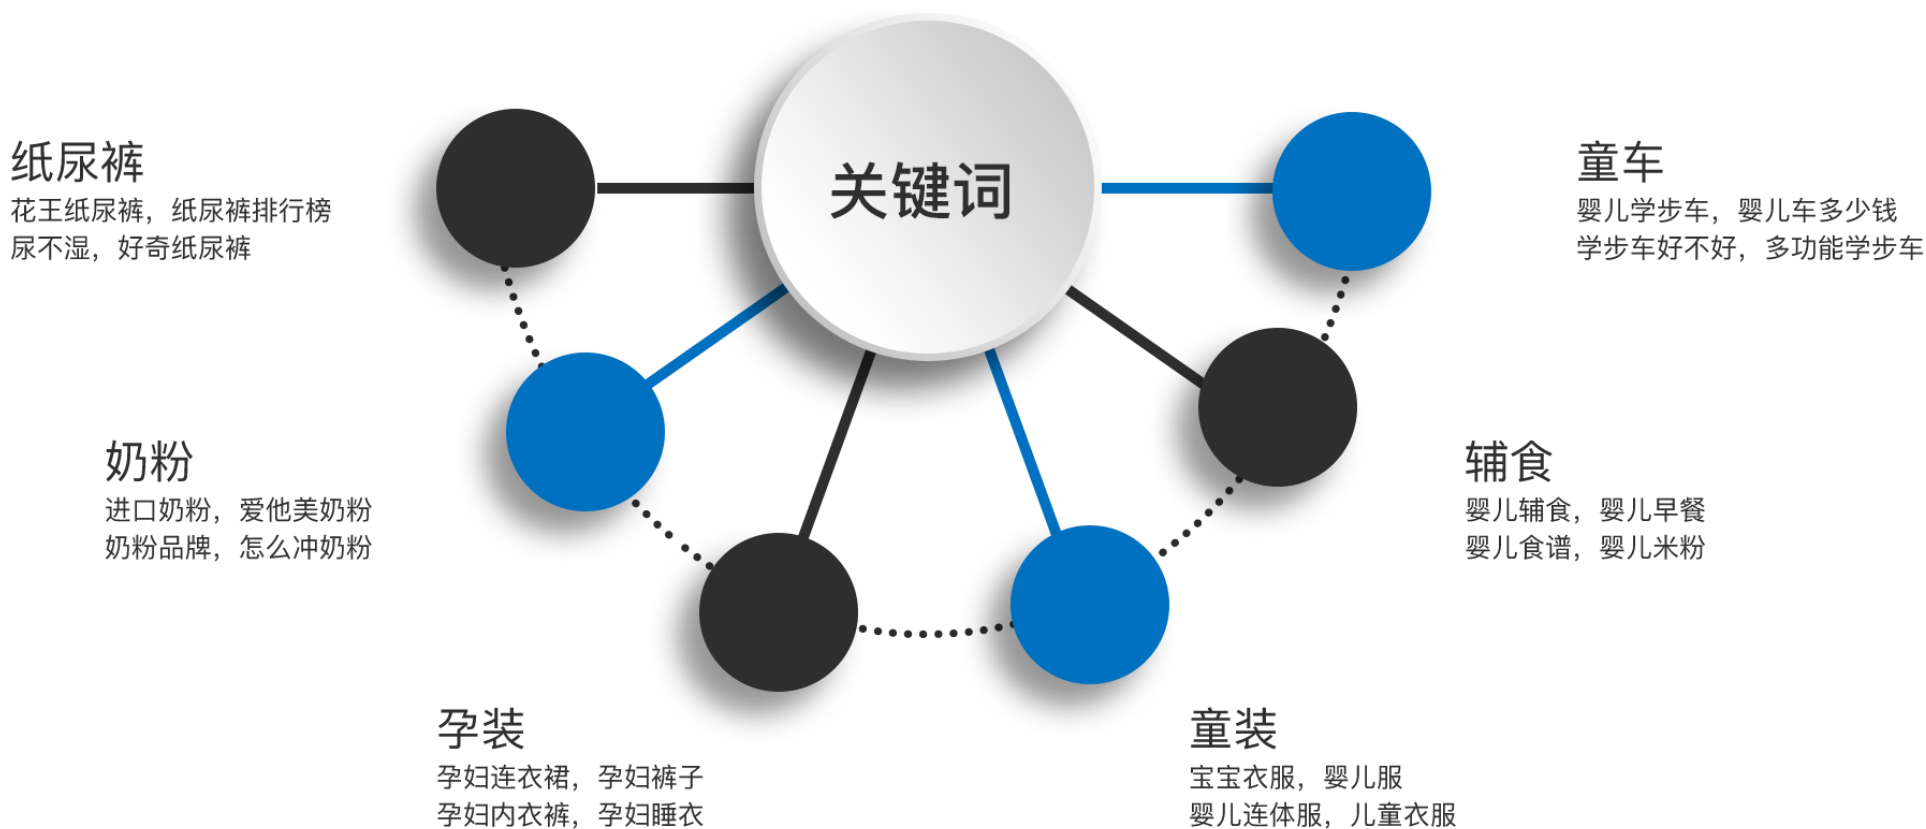 关键词
纸尿裤
花王纸尿裤，纸尿裤排行榜
尿不湿，好奇纸尿裤
奶粉
进口奶粉，爱他美奶粉
奶粉品牌，怎么冲奶粉
孕装
孕妇连衣裙，孕妇裤子
孕妇内衣裤，孕妇睡衣
童装
宝宝衣服，婴儿服
婴儿连体服，儿童衣服
辅食
婴儿辅食，婴儿早餐
婴儿食谱，婴儿米粉
童车
婴儿学步车，婴儿车多少钱
学步车好不好，多功能学步车